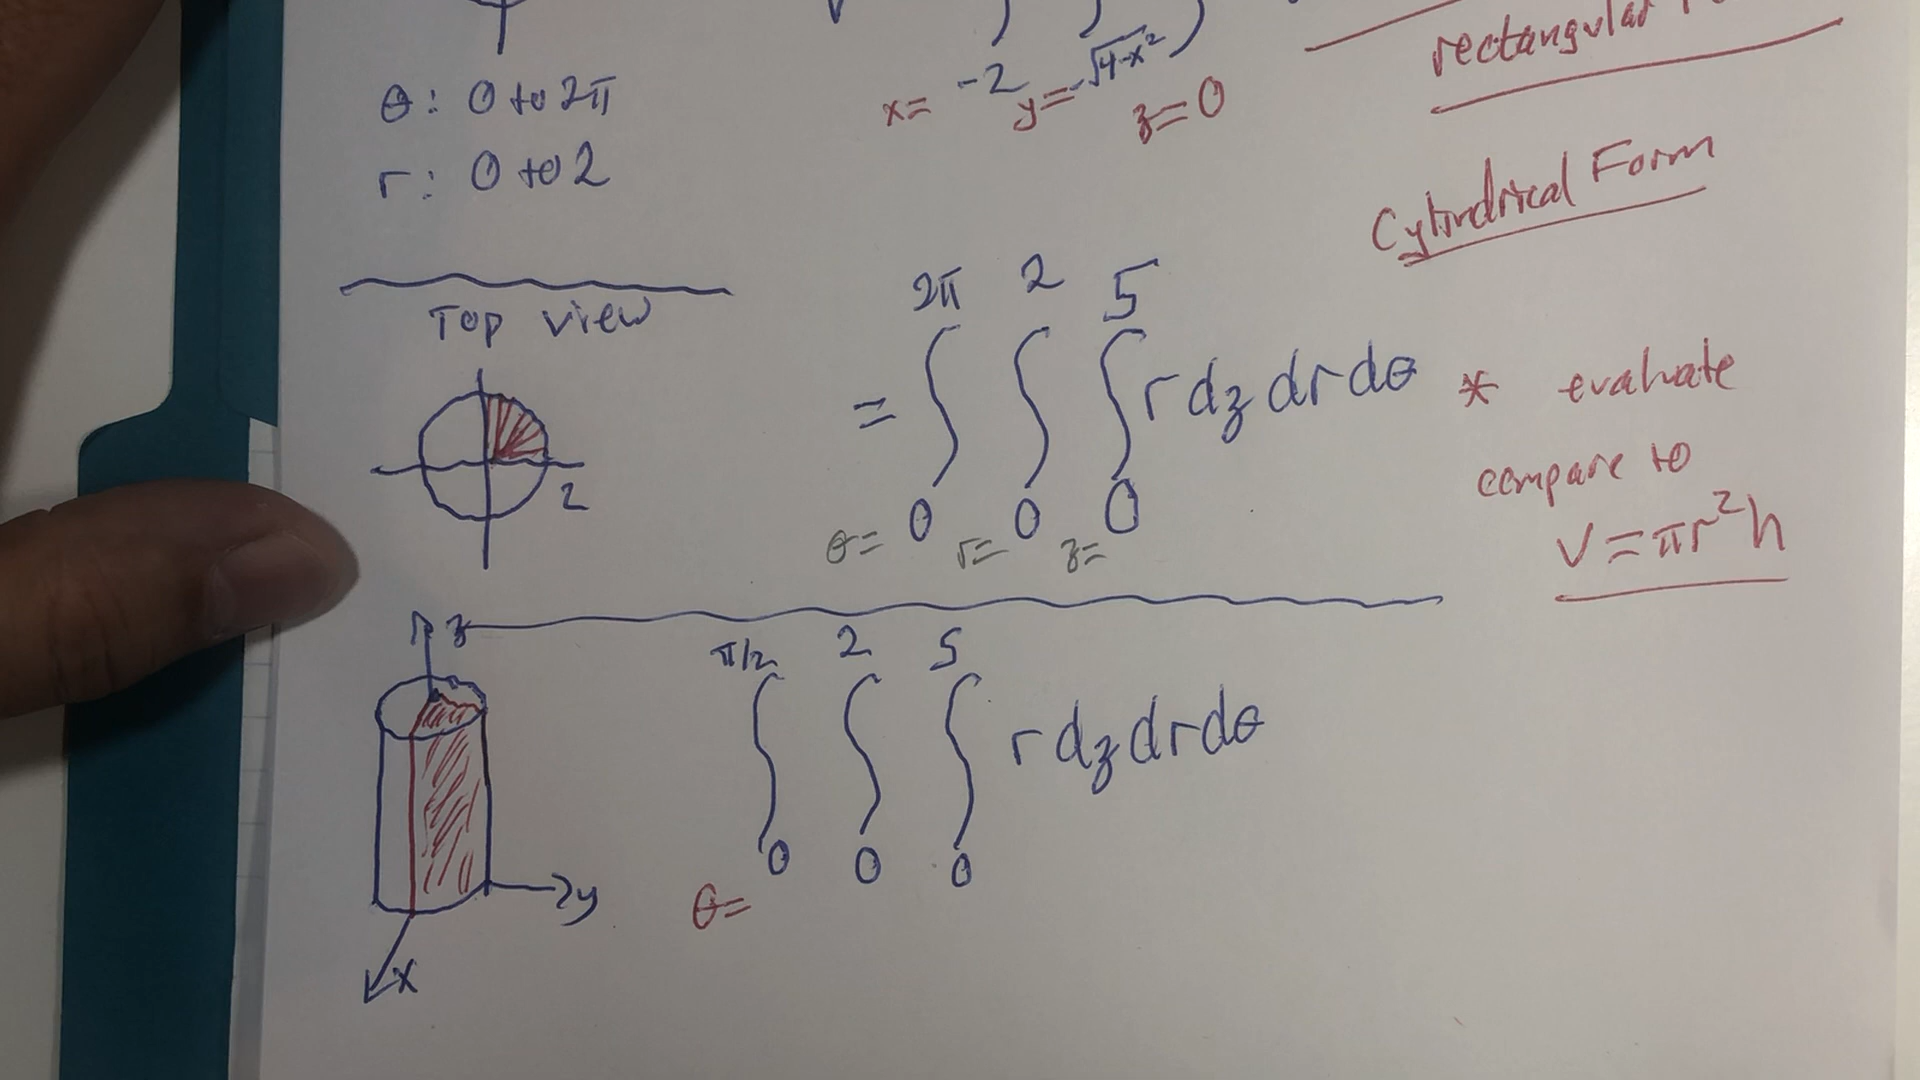 x= -2 y=-√4-x² z=0
rectangular
θ: 0 to 2π
r: 0 to 2
Cylindrical Form
Top view
2
2π 2 5
= ∫ ∫ ∫ r dz dr dθ * evaluate
θ= 0 r= 0 z= 0
compare to
V=πr²h
z
π/2 2 5
∫ ∫ ∫ r dz dr dθ
θ= 0 0 0
y
x